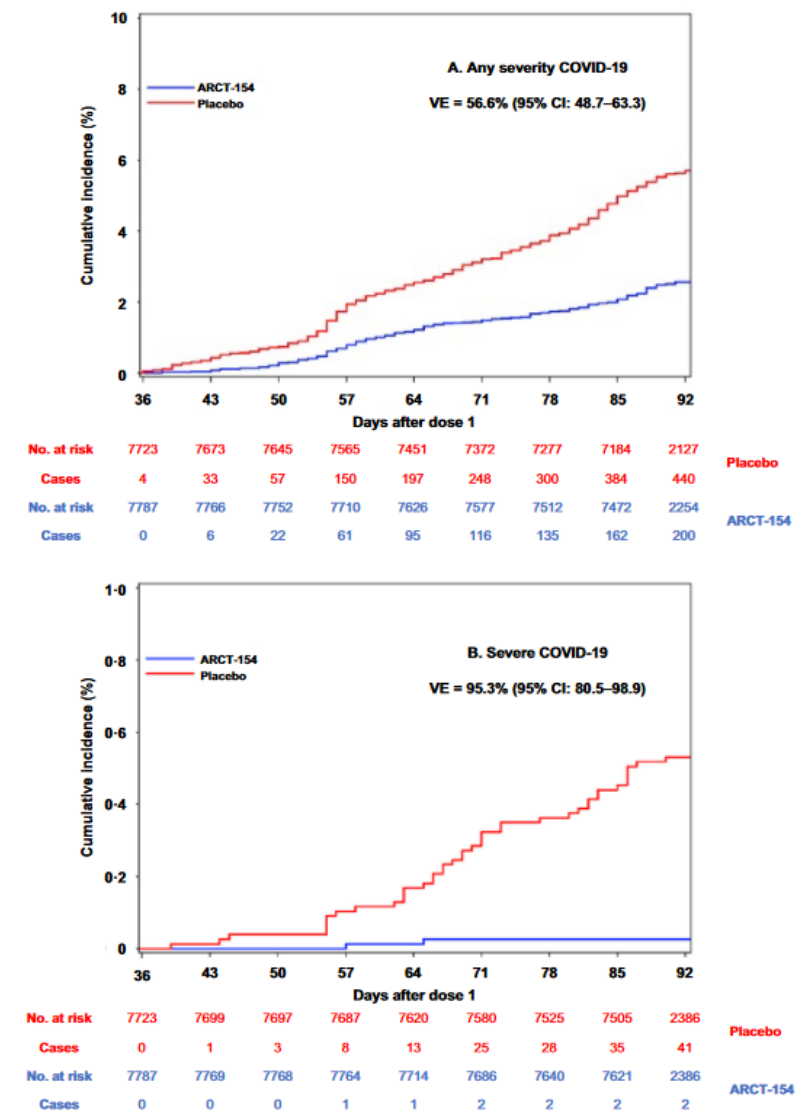 10
A. Any severity COVID-19
ARCT-154
8
Placebo
VE = 56.6% (95% CI: 48.7–63.3)
6
Cumulative incidence (%)
4
2
0
36 43 50 57 64 71 78 85 92
Days after dose 1
No. at risk 7723 7673 7645 7565 7451 7372 7277 7184 2127
Placebo
Cases 4 33 57 150 197 248 300 384 440
No. at risk 7787 7766 7752 7710 7626 7577 7512 7472 2254
ARCT-154
Cases 0 6 22 61 95 116 135 162 200
1·0
0·8
ARCT-154
B. Severe COVID-19
Placebo
VE = 95.3% (95% CI: 80.5–98.9)
0·6
Cumulative incidence (%)
0·4
0·2
0
36 43 50 57 64 71 78 85 92
Days after dose 1
No. at risk 7723 7699 7697 7687 7620 7580 7525 7505 2386
Placebo
Cases 0 1 3 8 13 25 28 35 41
No. at risk 7787 7769 7768 7764 7714 7686 7640 7621 2386
ARCT-154
Cases 0 0 0 1 1 2 2 2 2